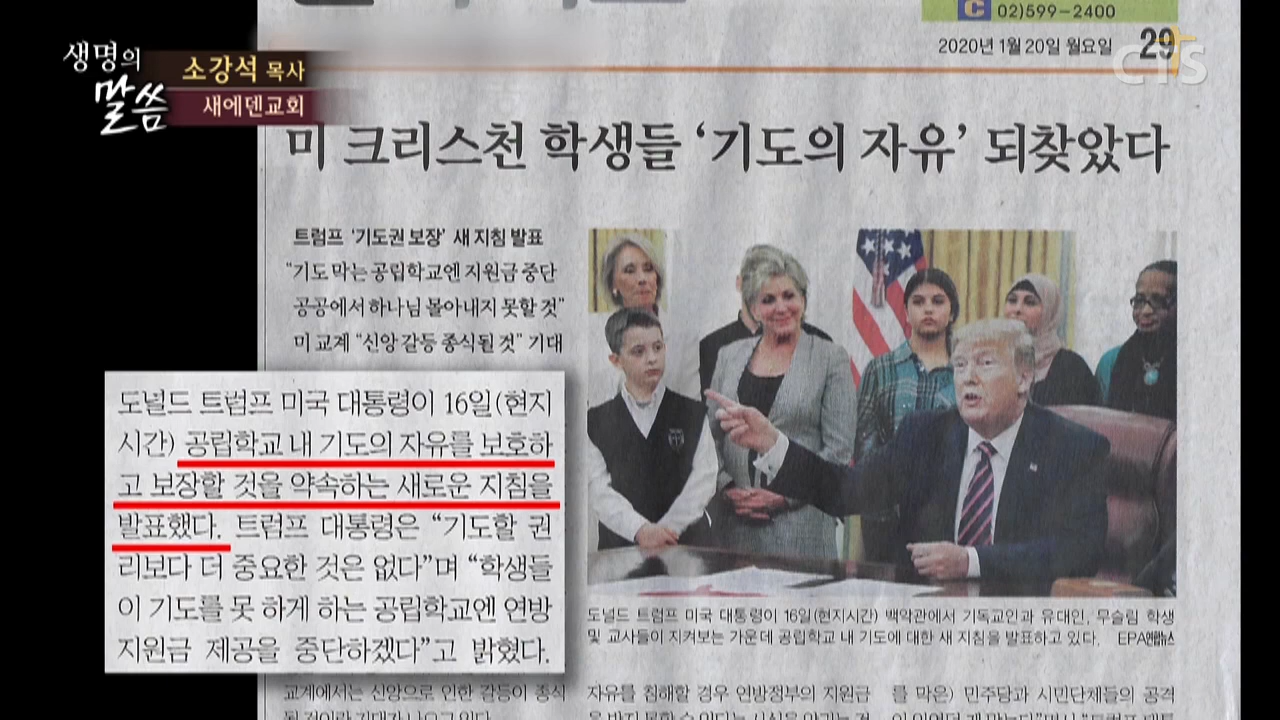 생명의
말씀
소강석 목사
새에덴교회
C 02)599-2400
2020년 1월 20일 월요일 29
CTS
미 크리스천 학생들 ‘기도의 자유’ 되찾았다
트럼프 ‘기도권 보장’ 새 지침 발표
“기도 막는 공립학교엔 지원금 중단
공공에서 하나님 몰아내지 못할 것”
미 교계 “신앙 갈등 종식될 것” 기대
도널드 트럼프 미국 대통령이 16일(현지
시간) 공립학교 내 기도의 자유를 보호하
고 보장할 것을 약속하는 새로운 지침을
발표했다. 트럼프 대통령은 “기도할 권
리보다 더 중요한 것은 없다”며 “학생들
이 기도를 못 하게 하는 공립학교엔 연방
지원금 제공을 중단하겠다”고 밝혔다.
도널드 트럼프 미국 대통령이 16일(현지시간) 백악관에서 기독교인과 유대인, 무슬림 학생
및 교사들이 지켜보는 가운데 공립학교 내 기도에 대한 새 지침을 발표하고 있다. EPA연합뉴스
교계에서는 신앙으로 인한 갈등이 종식
자유를 침해할 경우 연방정부의 지원금
를 막은) 민주당과 시민단체들의 공격